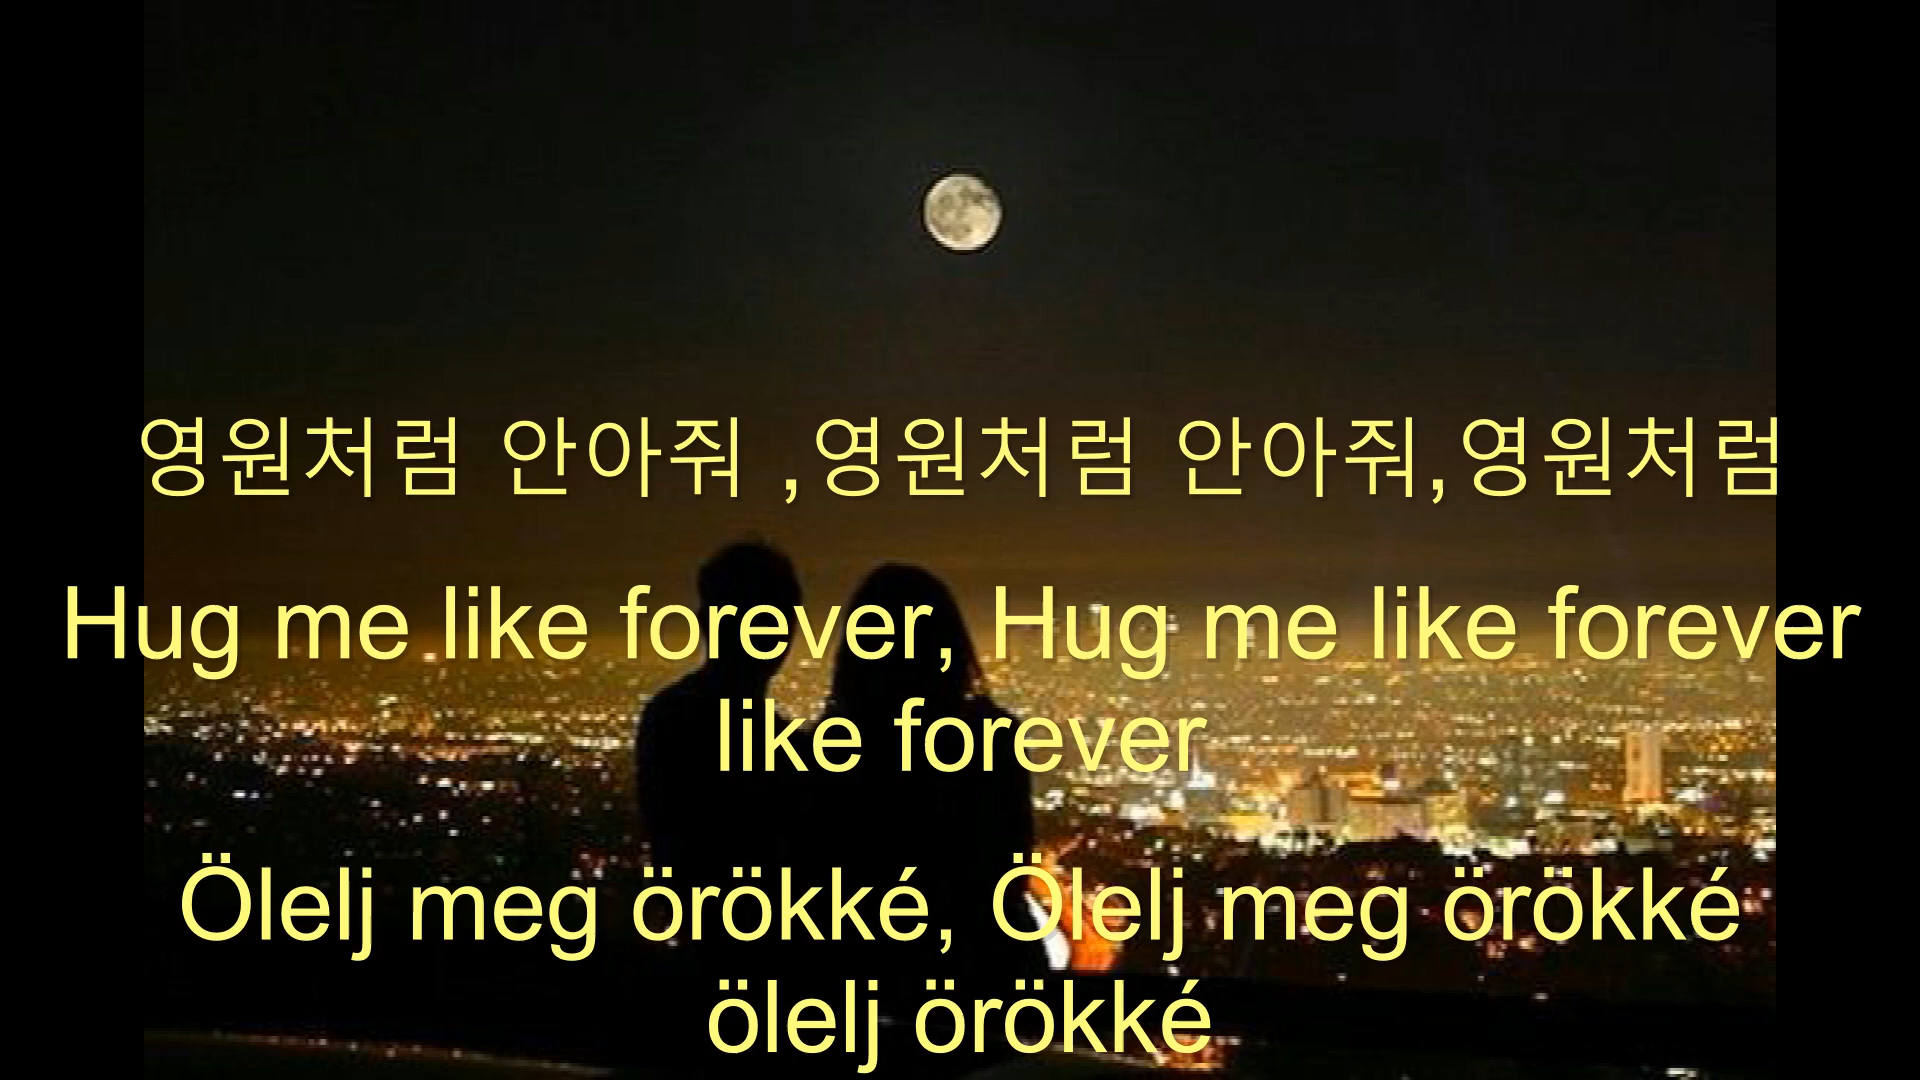 영원처럼 안아줘 ,영원처럼 안아줘,영원처럼
Hug me like forever, Hug me like forever
like forever
Ölelj meg örökké, Ölelj meg örökké
ölelj örökké